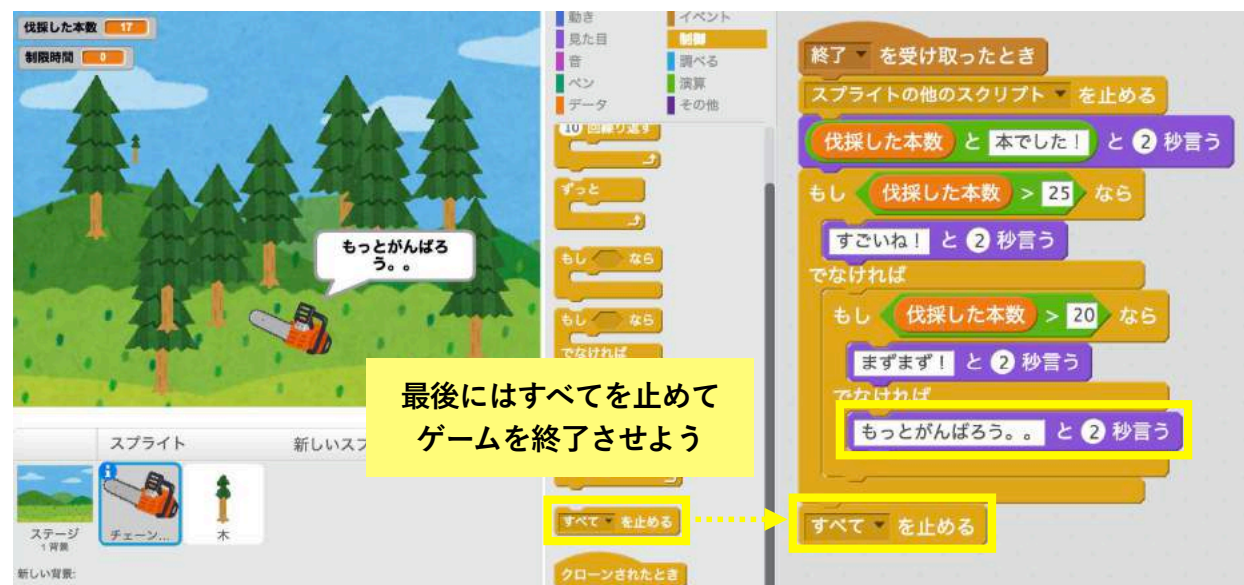 伐採した本数 17
制限時間 0
もっとがんばろ
う。。
スプライト
新しいスプ
ステージ
1 背景
チェーン...
木
新しい背景:
動き
イベント
見た目
制御
音
調べる
ペン
演算
データ
その他
10 回繰り返す
ずっと
もし なら
もし なら
でなければ
すべて を止める
クローンされたとき
最後にはすべてを止めて
ゲームを終了させよう
終了 を受け取ったとき
スプライトの他のスクリプト を止める
伐採した本数 と 本でした! と 2 秒言う
もし 伐採した本数 > 25 なら
すごいね! と 2 秒言う
でなければ
もし 伐採した本数 > 20 なら
まずまず! と 2 秒言う
でなければ
もっとがんばろう。。 と 2 秒言う
すべて を止める